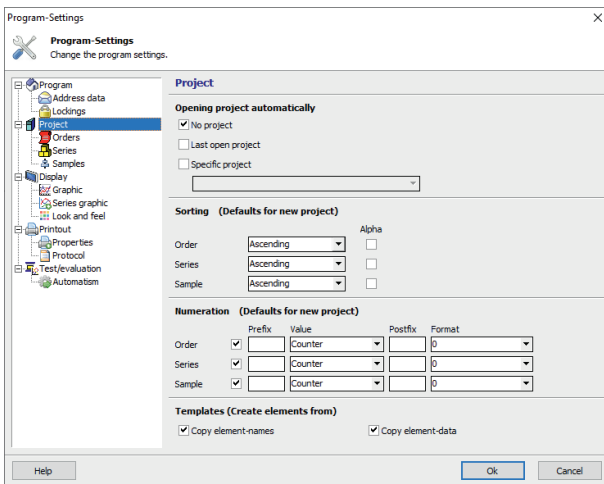 Program-Settings
Program-Settings
Change the program settings.
Program
Address data
Lockings
Project
Orders
Series
Samples
Display
Graphic
Series graphic
Look and feel
Printout
Properties
Protocol
Test/evaluation
Automatism
Project
Opening project automatically
No project
Last open project
Specific project
Sorting (Defaults for new project)
Alpha
Order Ascending
Series Ascending
Sample Ascending
Numeration (Defaults for new project)
Prefix Value Postfix Format
Order Counter 0
Series Counter 0
Sample Counter 0
Templates (Create elements from)
Copy element-names Copy element-data
Help Ok Cancel